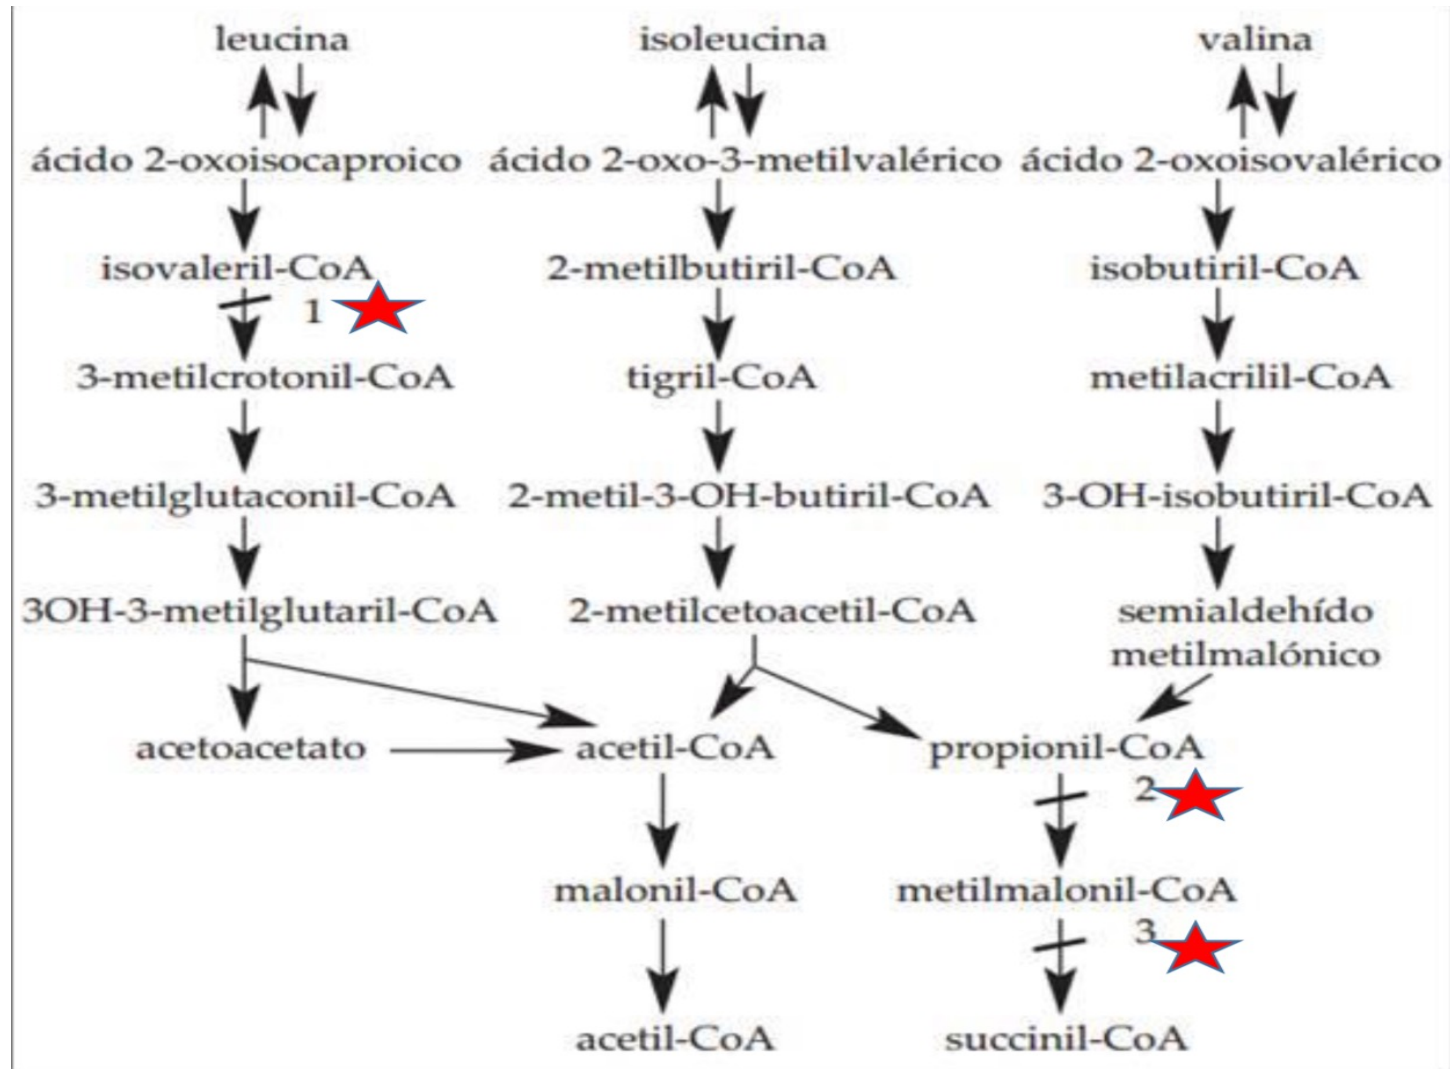 leucina isoleucina valina
ácido 2-oxoisocaproico ácido 2-oxo-3-metilvalérico ácido 2-oxoisovalérico
isovaleril-CoA 2-metilbutiril-CoA isobutiril-CoA
1
3-metilcrotonil-CoA tigril-CoA metilacrilil-CoA
3-metilglutaconil-CoA 2-metil-3-OH-butiril-CoA 3-OH-isobutiril-CoA
3OH-3-metilglutaril-CoA 2-metilcetoacetil-CoA semialdehído
metilmalónico
acetoacetato acetil-CoA propionil-CoA
2
malonil-CoA metilmalonil-CoA
3
acetil-CoA succinil-CoA